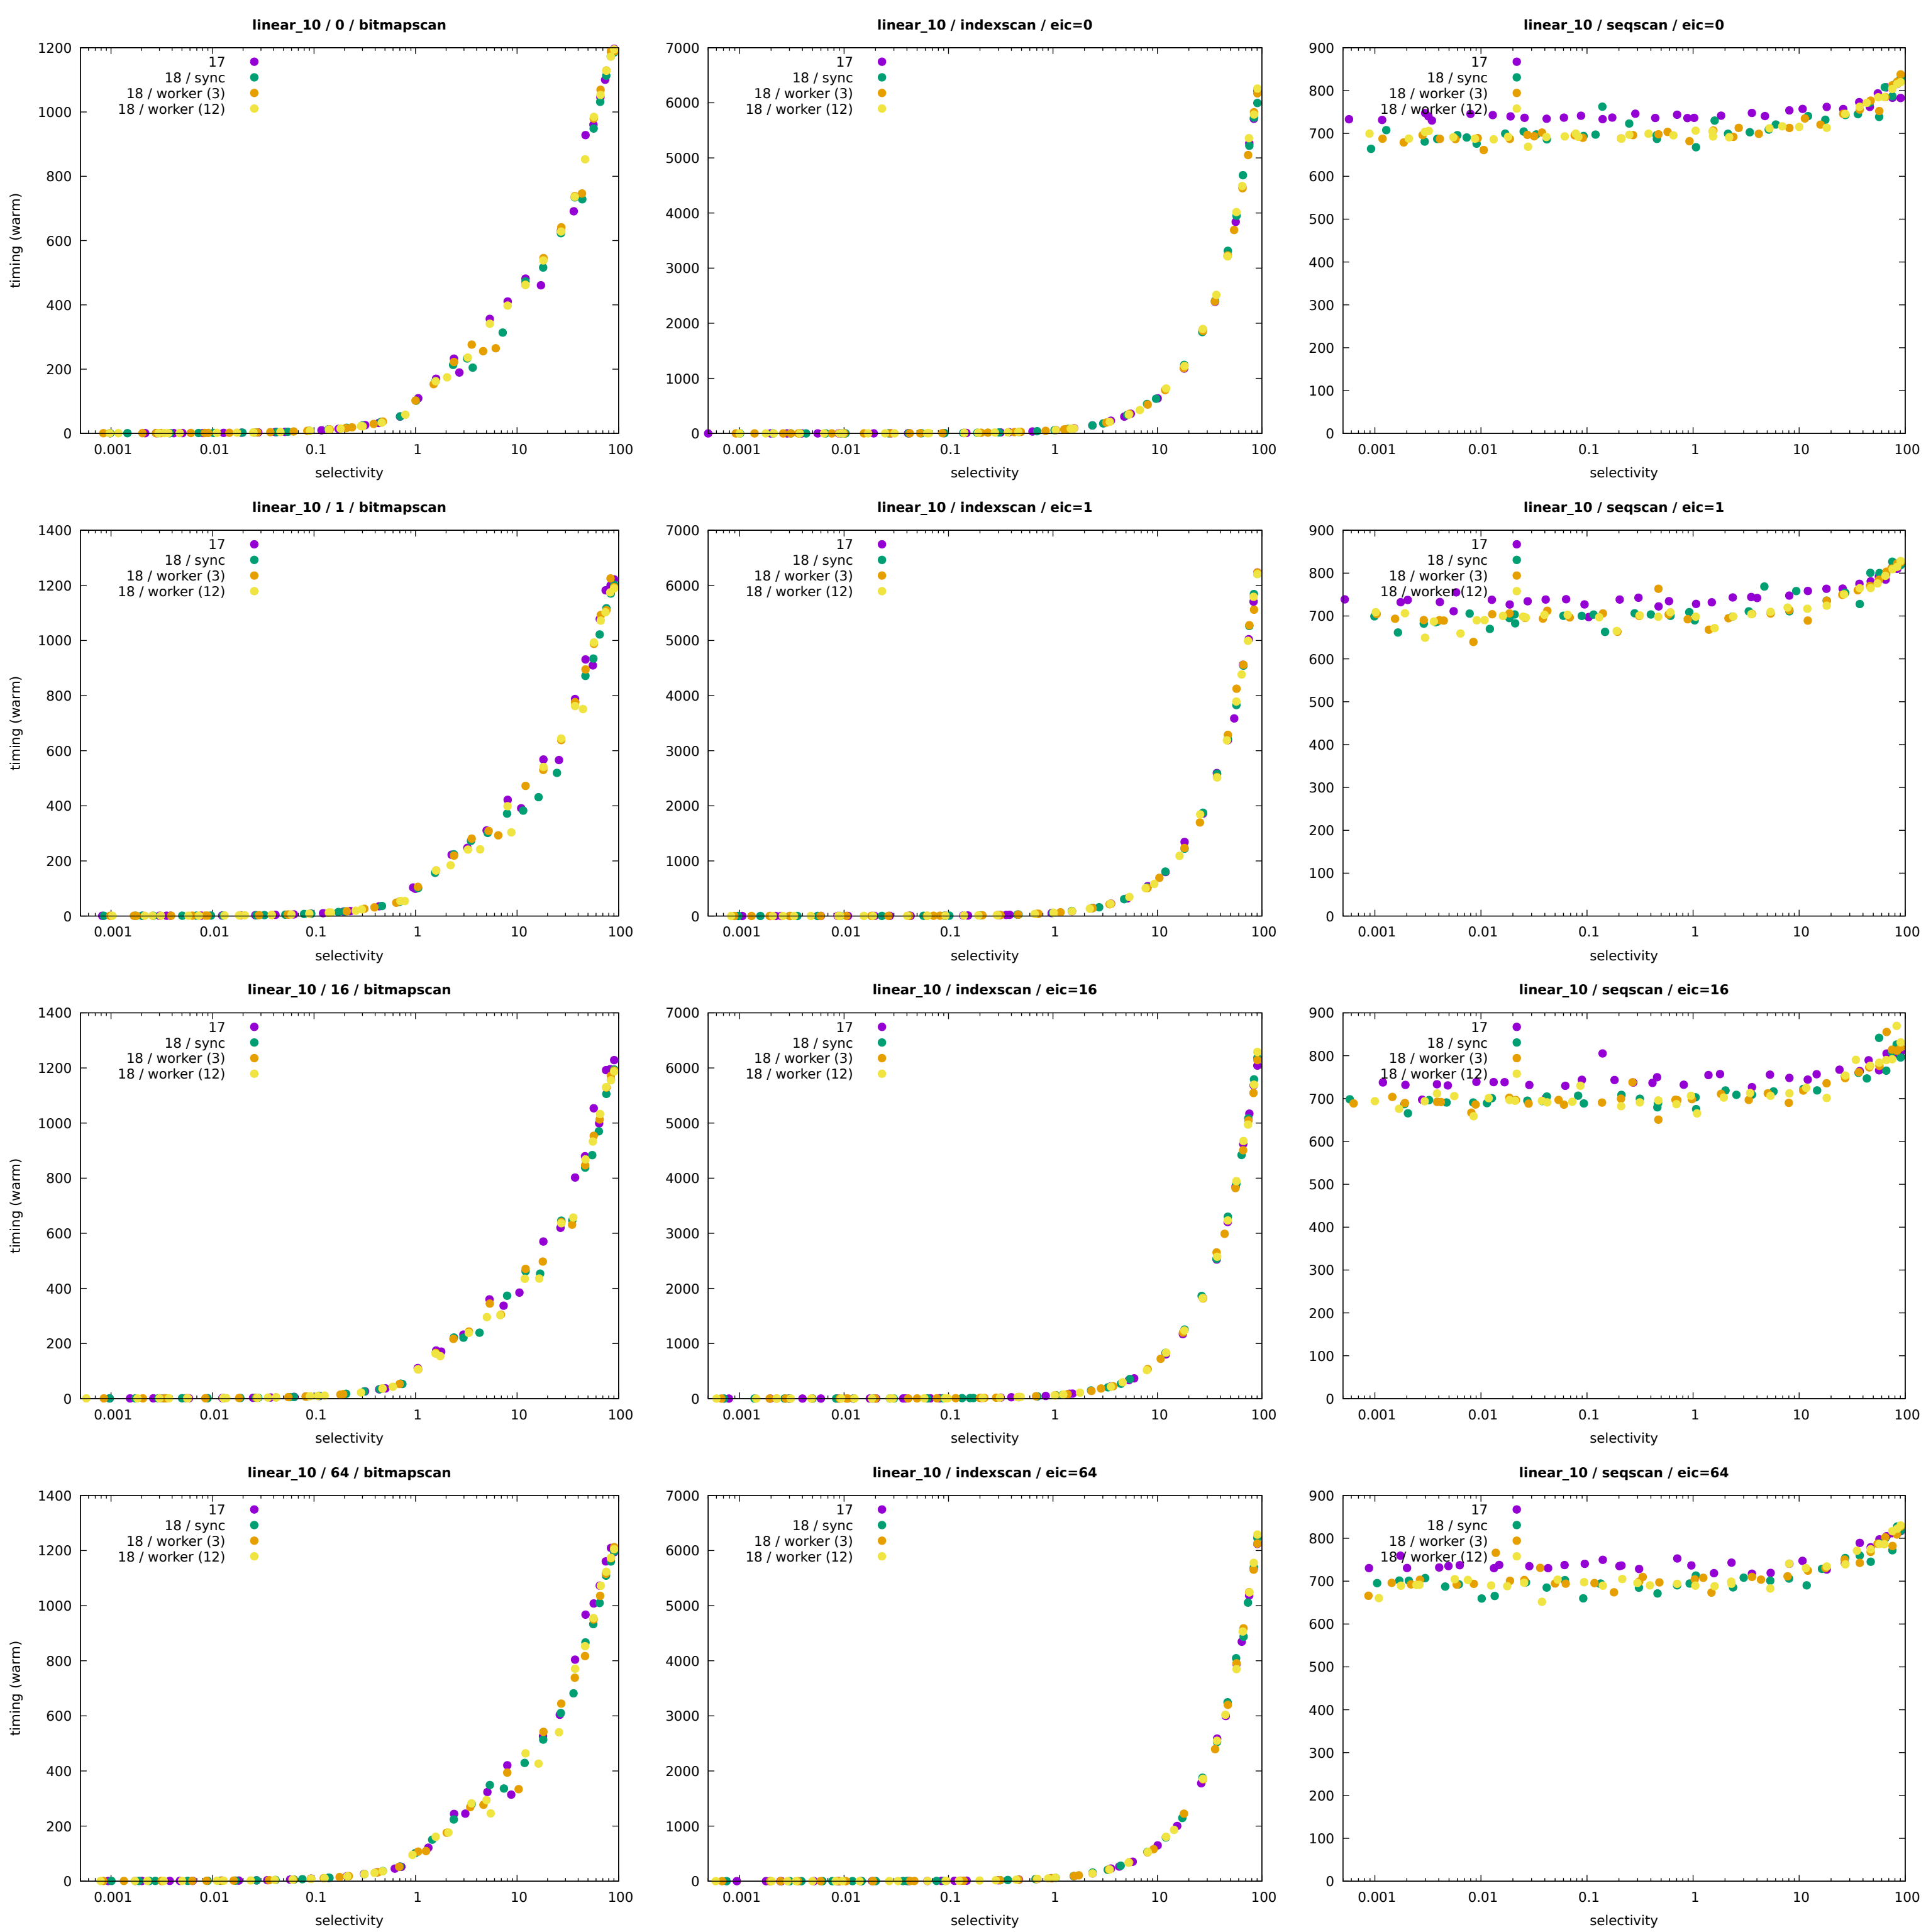 linear_10 / 0 / bitmapscan
1200
1000
800
600
400
200
0
timing (warm)
17
18 / sync
18 / worker (3)
18 / worker (12)
0.001 0.01 0.1 1 10 100
selectivity
linear_10 / indexscan / eic=0
7000
6000
5000
4000
3000
2000
1000
0
17
18 / sync
18 / worker (3)
18 / worker (12)
0.001 0.01 0.1 1 10 100
selectivity
linear_10 / seqscan / eic=0
900
800
700
600
500
400
300
200
100
0
17
18 / sync
18 / worker (3)
18 / worker (12)
0.001 0.01 0.1 1 10 100
selectivity
linear_10 / 1 / bitmapscan
1400
1200
1000
800
600
400
200
0
timing (warm)
17
18 / sync
18 / worker (3)
18 / worker (12)
0.001 0.01 0.1 1 10 100
selectivity
linear_10 / indexscan / eic=1
7000
6000
5000
4000
3000
2000
1000
0
17
18 / sync
18 / worker (3)
18 / worker (12)
0.001 0.01 0.1 1 10 100
selectivity
linear_10 / seqscan / eic=1
900
800
700
600
500
400
300
200
100
0
17
18 / sync
18 / worker (3)
18 / worker (12)
0.001 0.01 0.1 1 10 100
selectivity
linear_10 / 16 / bitmapscan
1400
1200
1000
800
600
400
200
0
timing (warm)
17
18 / sync
18 / worker (3)
18 / worker (12)
0.001 0.01 0.1 1 10 100
selectivity
linear_10 / indexscan / eic=16
7000
6000
5000
4000
3000
2000
1000
0
17
18 / sync
18 / worker (3)
18 / worker (12)
0.001 0.01 0.1 1 10 100
selectivity
linear_10 / seqscan / eic=16
900
800
700
600
500
400
300
200
100
0
17
18 / sync
18 / worker (3)
18 / worker (12)
0.001 0.01 0.1 1 10 100
selectivity
linear_10 / 64 / bitmapscan
1400
1200
1000
800
600
400
200
0
timing (warm)
17
18 / sync
18 / worker (3)
18 / worker (12)
0.001 0.01 0.1 1 10 100
selectivity
linear_10 / indexscan / eic=64
7000
6000
5000
4000
3000
2000
1000
0
17
18 / sync
18 / worker (3)
18 / worker (12)
0.001 0.01 0.1 1 10 100
selectivity
linear_10 / seqscan / eic=64
900
800
700
600
500
400
300
200
100
0
17
18 / sync
18 / worker (3)
18 / worker (12)
0.001 0.01 0.1 1 10 100
selectivity